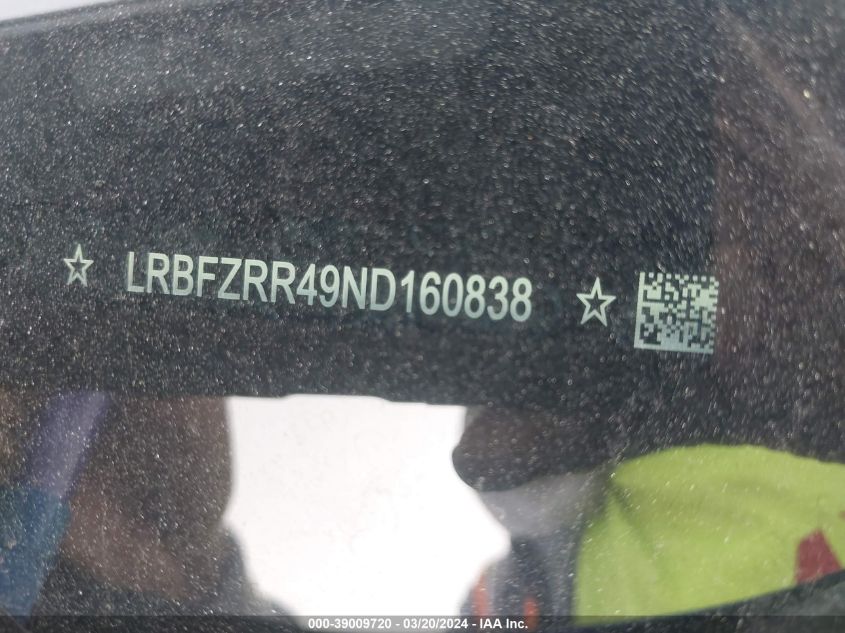 ☆ LRBFZRR49ND160838 ☆
000-39009720 - 03/20/2024 - IAA Inc.